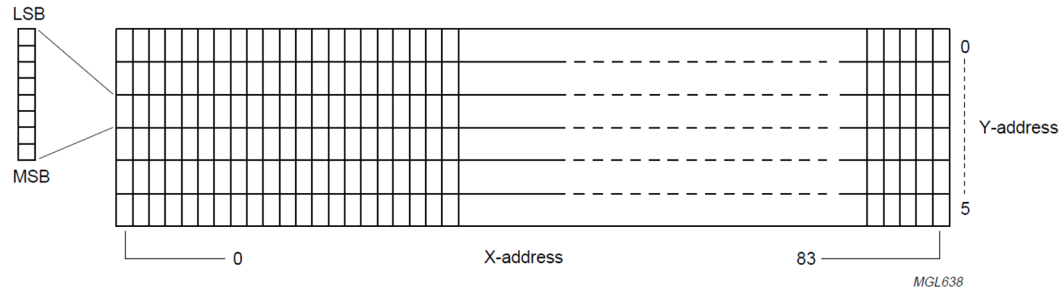 LSB
MSB
0
Y-address
5
0
X-address
83
MGL638